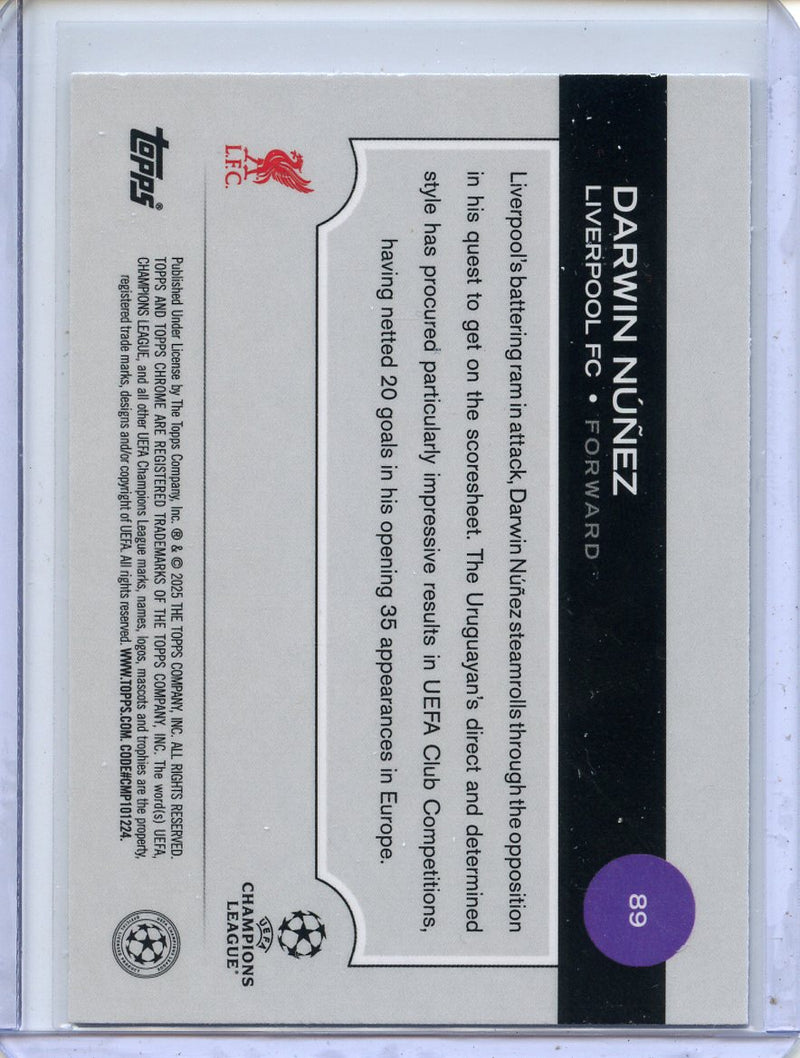 DARWIN NÚÑEZ
LIVERPOOL FC • FORWARD
89
Liverpool's battering ram in attack, Darwin Núñez steamrolls through the opposition
in his quest to get on the scoresheet. The Uruguayan's direct and determined
style has procured particularly impressive results in UEFA Club Competitions,
having netted 20 goals in his opening 35 appearances in Europe.
L.F.C.
UEFA
CHAMPIONS
LEAGUE®
topps®
Published Under License by The Topps Company, Inc. ® & © 2025 THE TOPPS COMPANY, INC. ALL RIGHTS RESERVED.
TOPPS AND TOPPS CHROME ARE REGISTERED TRADEMARKS OF THE TOPPS COMPANY, INC. The word(s) UEFA,
CHAMPIONS LEAGUE, and all other UEFA Champions League marks, names, logos, mascots and trophies are the property,
registered trade marks, designs and/or copyright of UEFA. All rights reserved. WWW.TOPPS.COM. CODE#CMP101224.